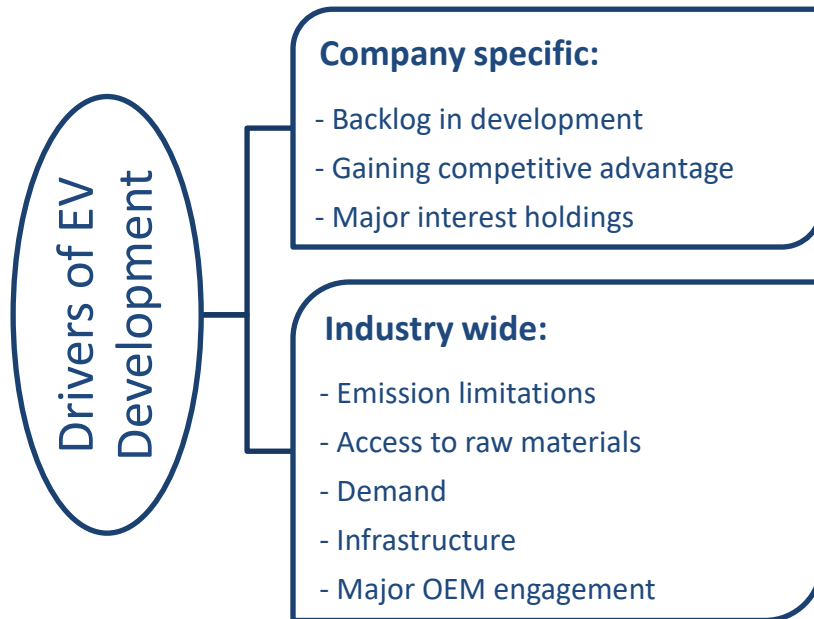 Drivers of EV
Development
Company specific:
- Backlog in development
- Gaining competitive advantage
- Major interest holdings
Industry wide:
- Emission limitations
- Access to raw materials
- Demand
- Infrastructure
- Major OEM engagement